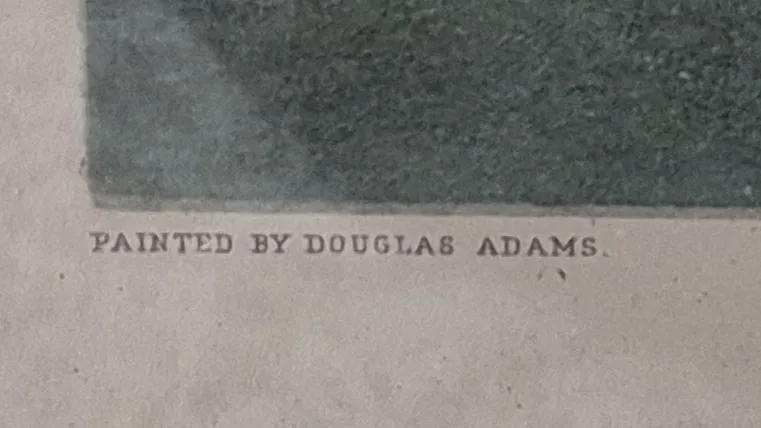 PAINTED BY DOUGLAS ADAMS.